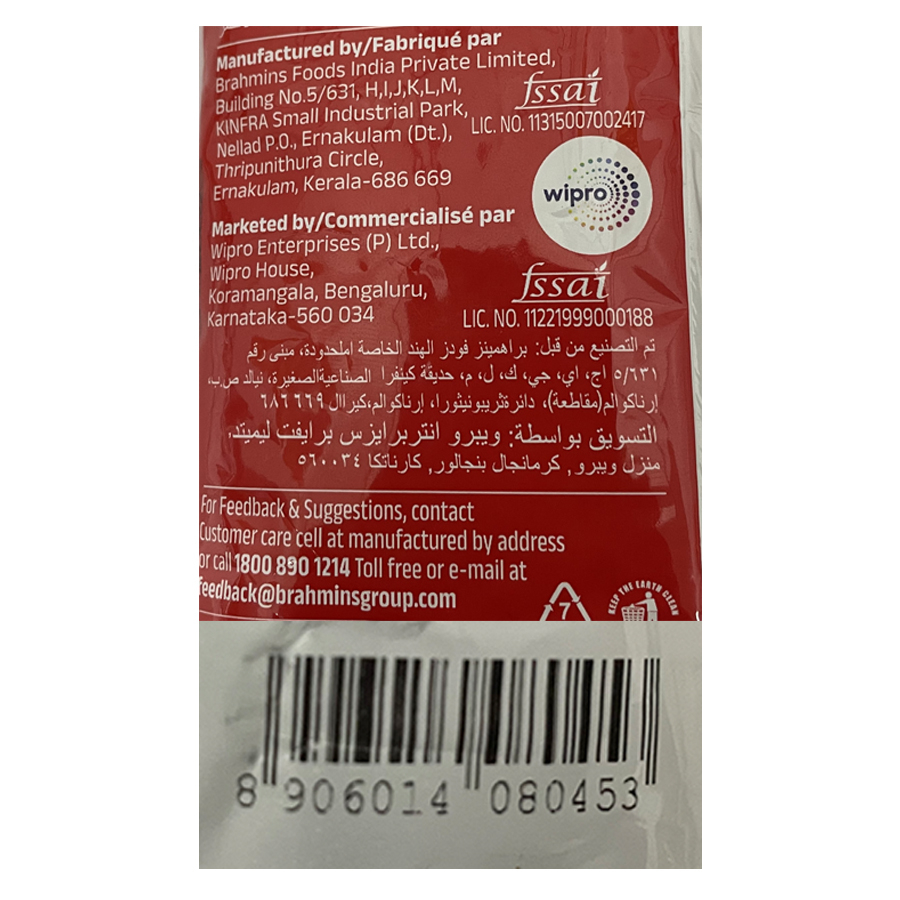 Manufactured by/Fabriqué par
Brahmins Foods India Private Limited,
Building No.5/631, H,I,J,K,L,M,
KINFRA Small Industrial Park,
Nellad P.O., Ernakulam (Dt.),
Thripunithura Circle,
Ernakulam, Kerala-686 669
fssai
LIC. NO. 11315007002417
wipro
Marketed by/Commercialisé par
Wipro Enterprises (P) Ltd.,
Wipro House,
Koramangala, Bengaluru,
Karnataka-560 034
fssai
LIC. NO. 11221999000188
تم التصنيع من قبل: براهمينز فودز الهند الخاصة املحدودة، مبنى رقم
٥/٦٣١ اج، اي، جي، ك، ل، م، حديقة كينفرا الصناعيةالصغيرة، نيالد ص.ب،
إرناكوالم(مقاطعة)، دائرةثريبونيثورا، إرناكوالم،كيراال ٦٨٦٦٦٩
التسويق بواسطة: ويبرو انتربرايزس برايفت ليميتد،
منزل ويبرو, كرمانجال بنجالور, كارناتكا ٥٦٠٠٣٤
For Feedback & Suggestions, contact
Customer care cell at manufactured by address
or call 1800 890 1214 Toll free or e-mail at
feedback@brahminsgroup.com
7
KEEP THE EARTH CLEAN
8 906014 080453